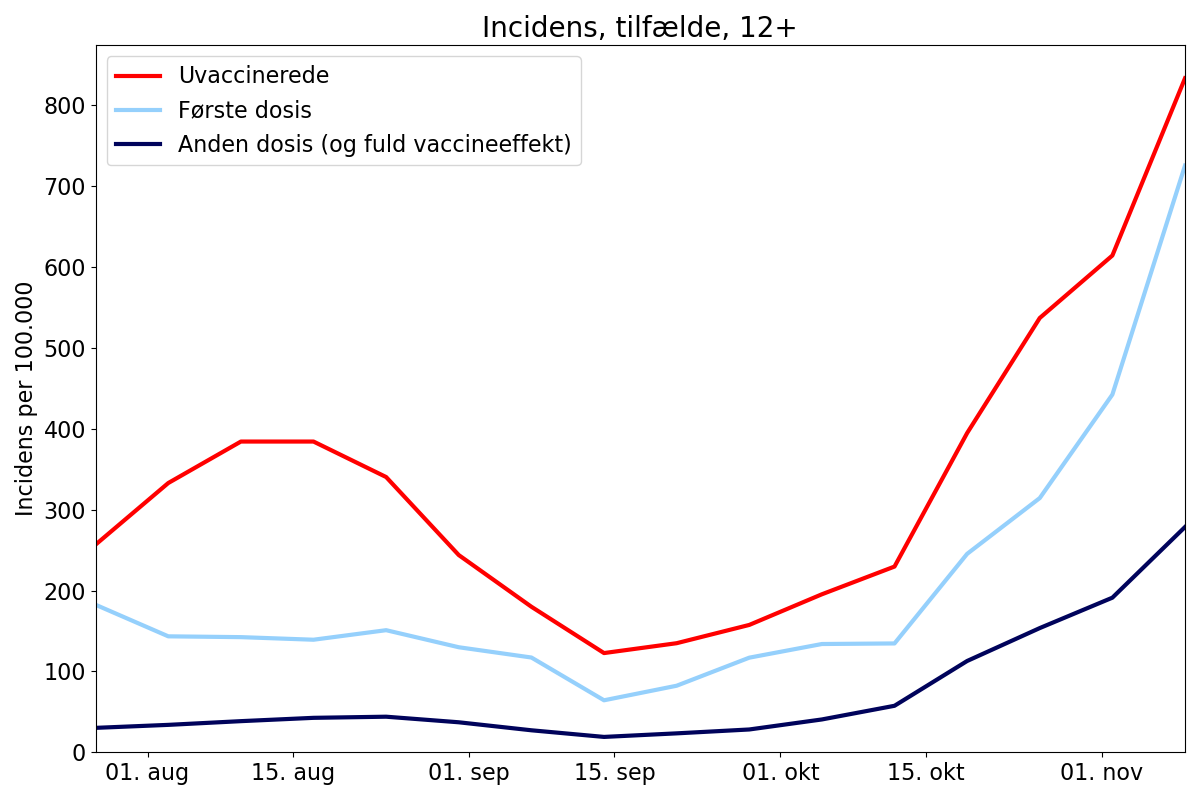 Incidens, tilfælde, 12+
Uvaccinerede
Første dosis
Anden dosis (og fuld vaccineeffekt)
Incidens per 100.000
800
700
600
500
400
300
200
100
0
01. aug
15. aug
01. sep
15. sep
01. okt
15. okt
01. nov